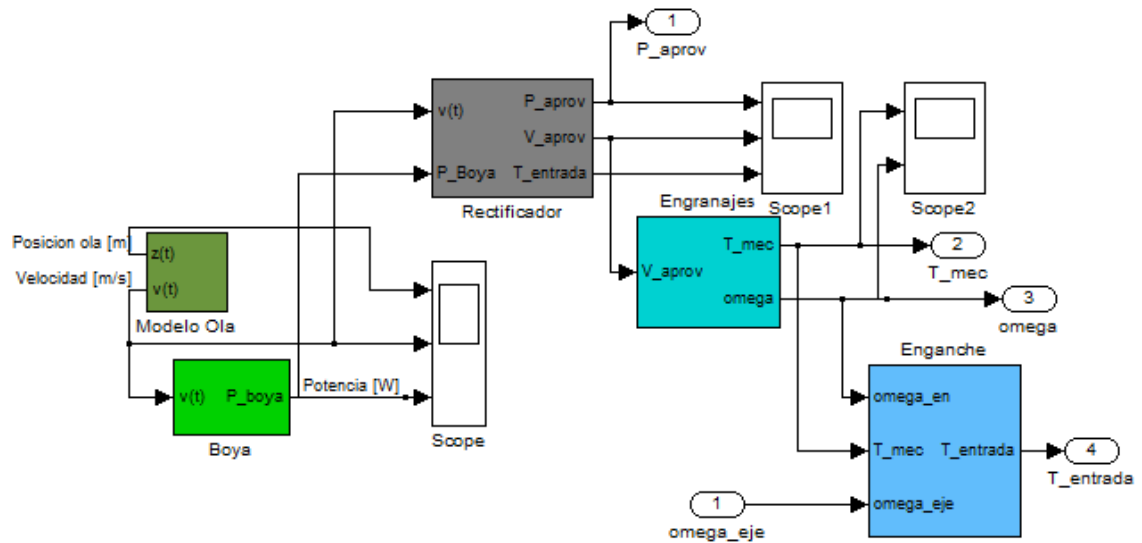 1
P_aprov
v(t)
P_Boya
P_aprov
V_aprov
T_entrada
Rectificador
Scope1
Scope2
Engranajes
V_aprov
T_mec
omega
2
T_mec
3
omega
Posicion ola [m]
Velocidad [m/s]
z(t)
v(t)
Modelo Ola
v(t)
P_boya
Boya
Potencia [W]
Scope
Enganche
omega_en
T_mec
omega_eje
T_entrada
4
T_entrada
1
omega_eje